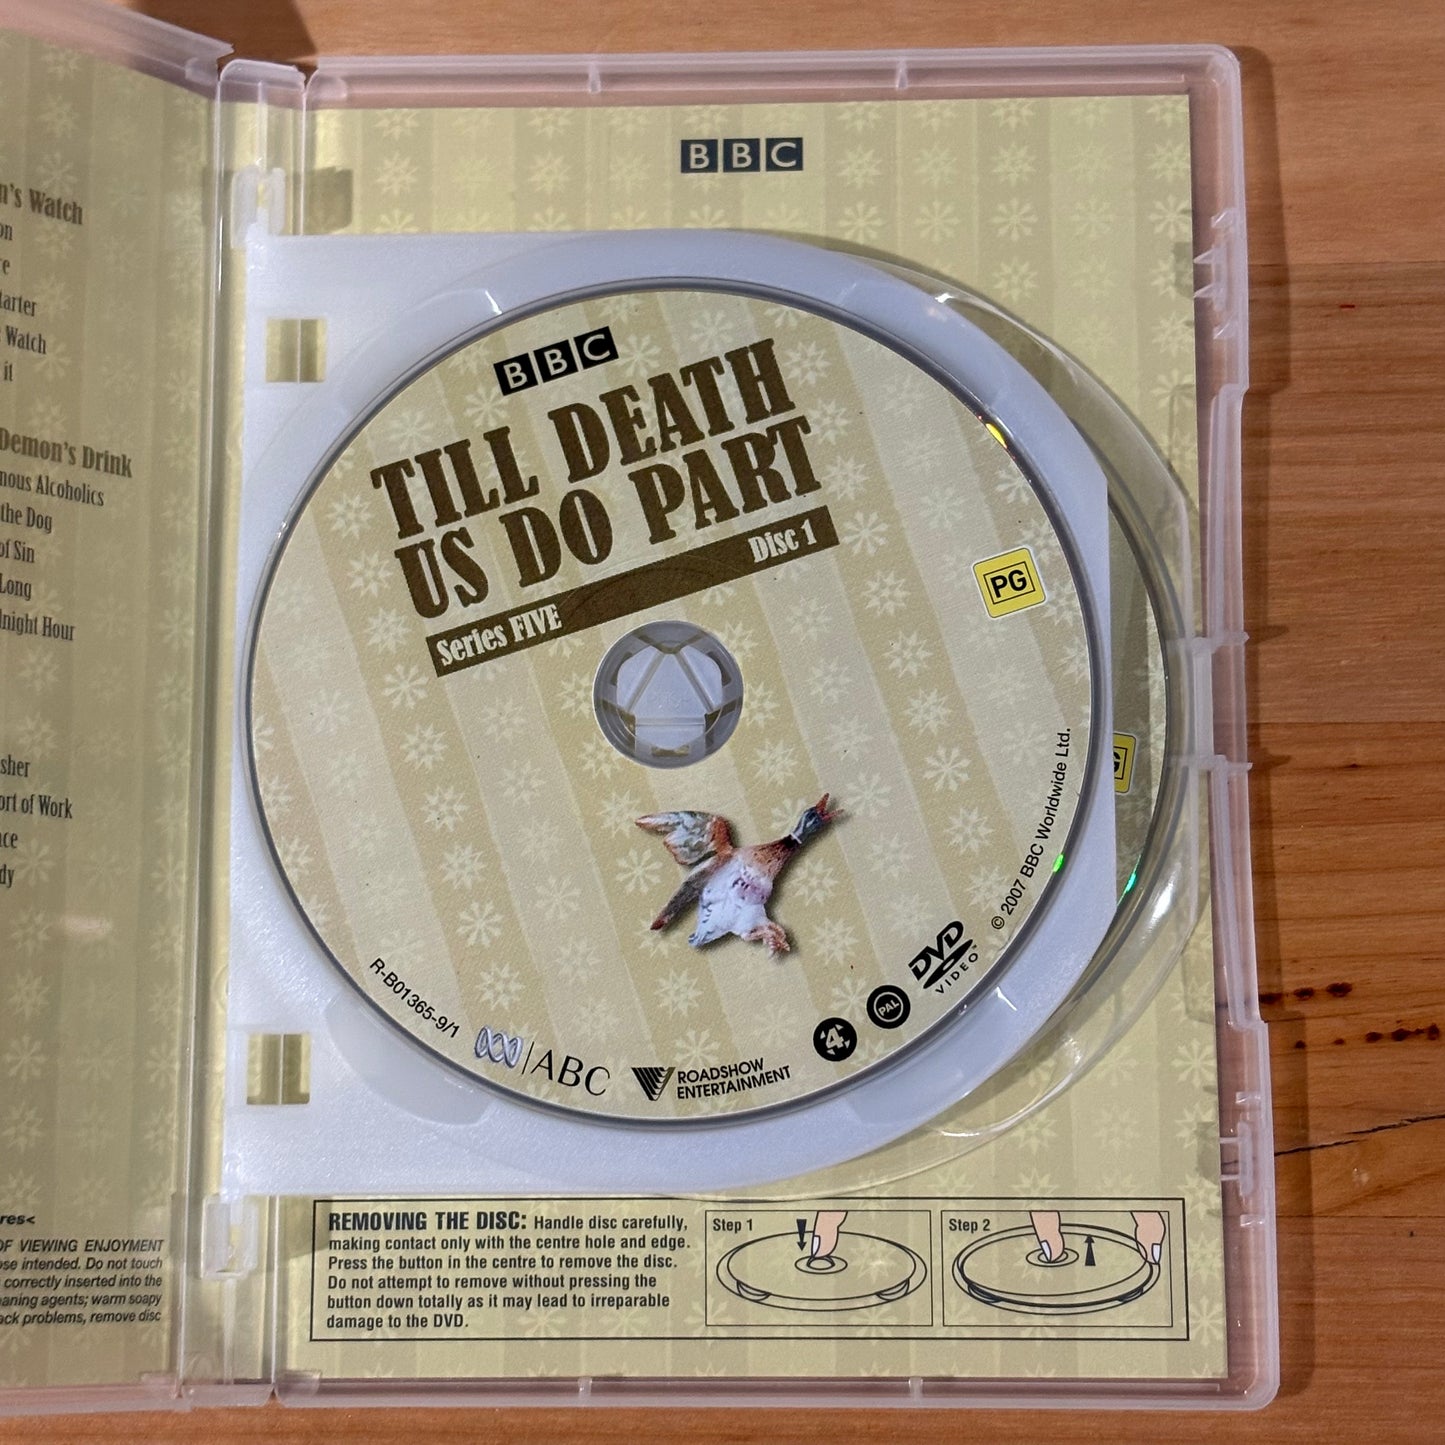 n's Watch
on
re
tarter
Watch
it
Demon's Drink
nous Alcoholics
the Dog
of Sin
Long
dnight Hour
sher
ort of Work
nce
dy
res<
OF VIEWING ENJOYMENT
ose intended. Do not touch
correctly inserted into the
eaning agents; warm soapy
ack problems, remove disc
BBC
BBC
TILL DEATH
US DO PART
Disc 1
Series FIVE
PG
G
© 2007 BBC Worldwide Ltd.
DVD
VIDEO™
PAL
4
R-B01365-9/1
ABC
ROADSHOW
ENTERTAINMENT
REMOVING THE DISC: Handle disc carefully,
making contact only with the centre hole and edge.
Press the button in the centre to remove the disc.
Do not attempt to remove without pressing the
button down totally as it may lead to irreparable
damage to the DVD.
Step 1
Step 2